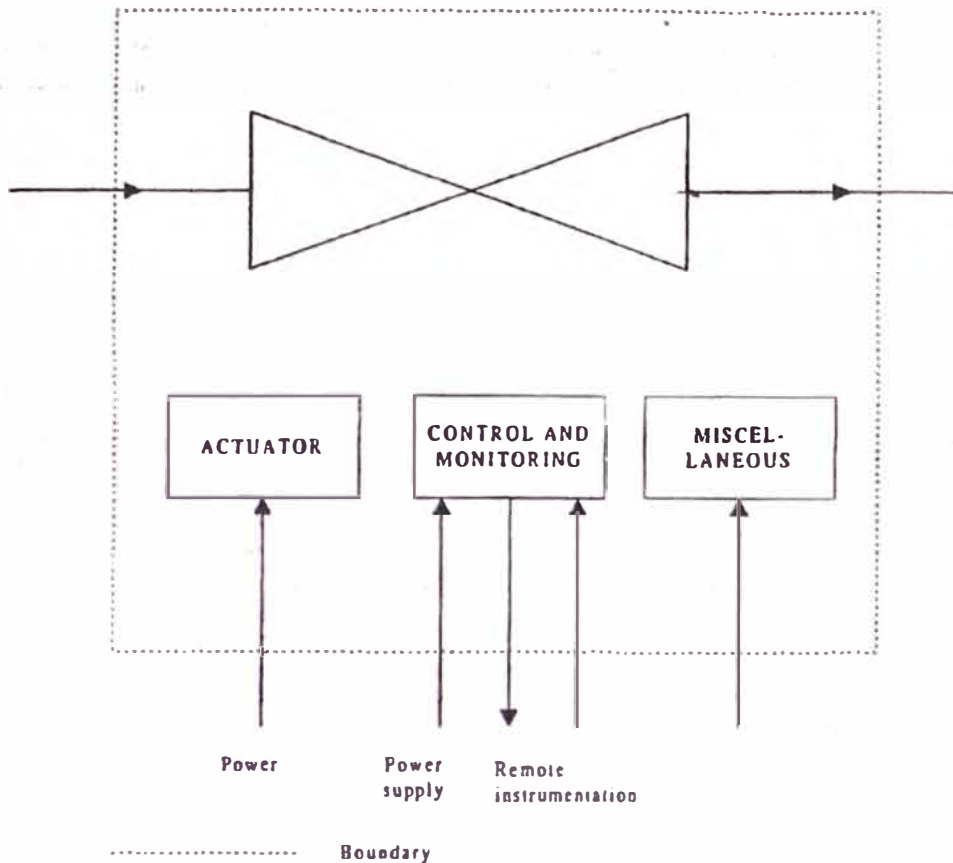 ACTUATOR
CONTROL AND
MONITORING
MISCEL-
LANEOUS
Power
Power
supply
Remote
instrumentation
Boundary